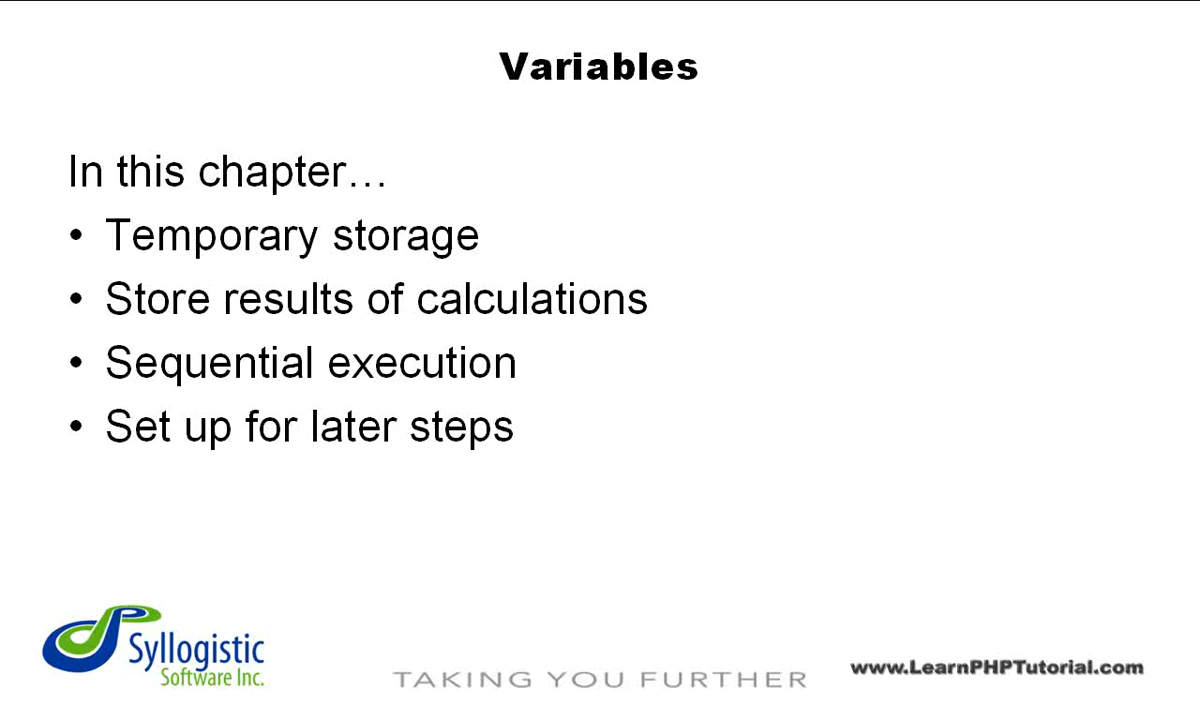 Variables
In this chapter…
• Temporary storage
• Store results of calculations
• Sequential execution
• Set up for later steps
Syllogistic
Software Inc.
TAKING YOU FURTHER
www.LearnPHPTutorial.com